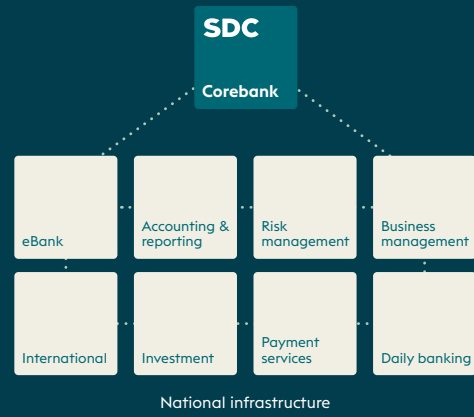 SDC
Corebank
eBank
Accounting &
reporting
Risk
management
Business
management
International
Investment
Payment
services
Daily banking
National infrastructure